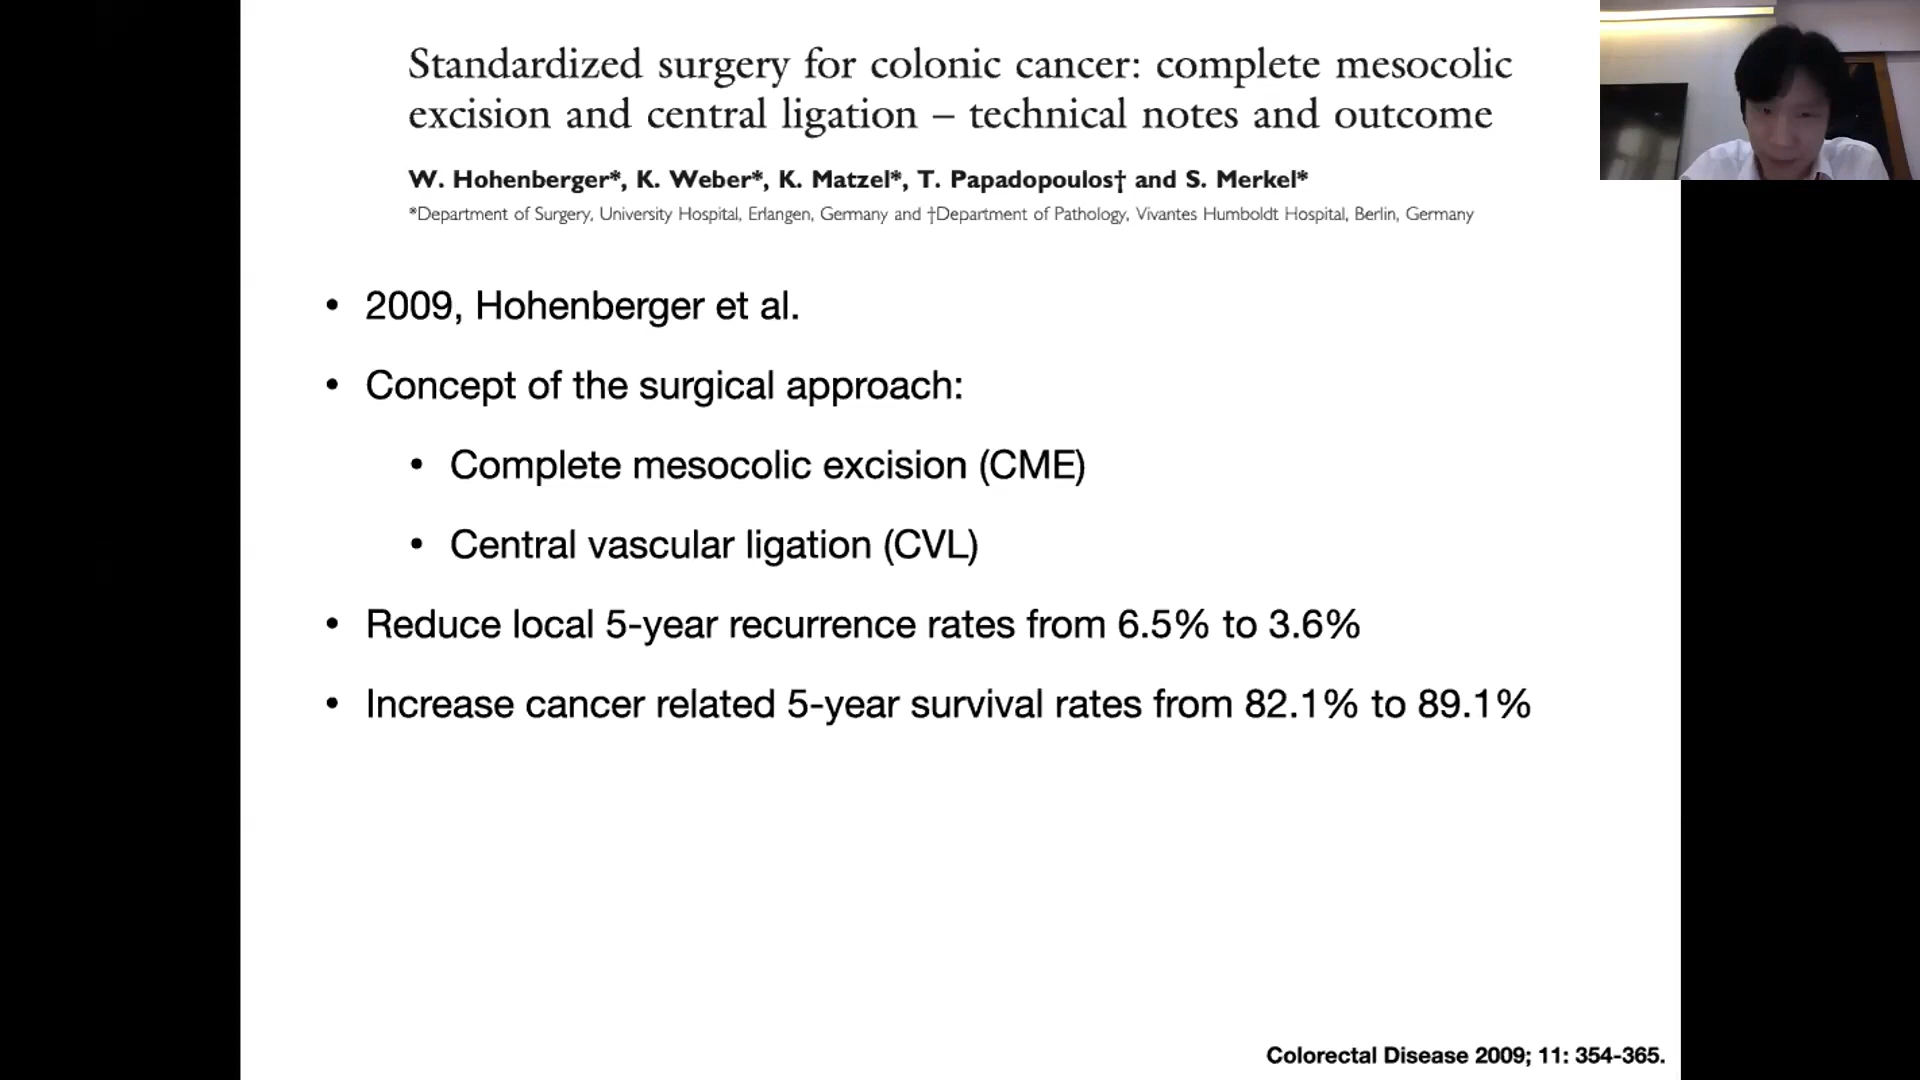 Standardized surgery for colonic cancer: complete mesocolic
excision and central ligation – technical notes and outcome
W. Hohenberger*, K. Weber*, K. Matzel*, T. Papadopoulos† and S. Merkel*
*Department of Surgery, University Hospital, Erlangen, Germany and †Department of Pathology, Vivantes Humboldt Hospital, Berlin, Germany
• 2009, Hohenberger et al.
• Concept of the surgical approach:
• Complete mesocolic excision (CME)
• Central vascular ligation (CVL)
• Reduce local 5-year recurrence rates from 6.5% to 3.6%
• Increase cancer related 5-year survival rates from 82.1% to 89.1%
Colorectal Disease 2009; 11: 354-365.